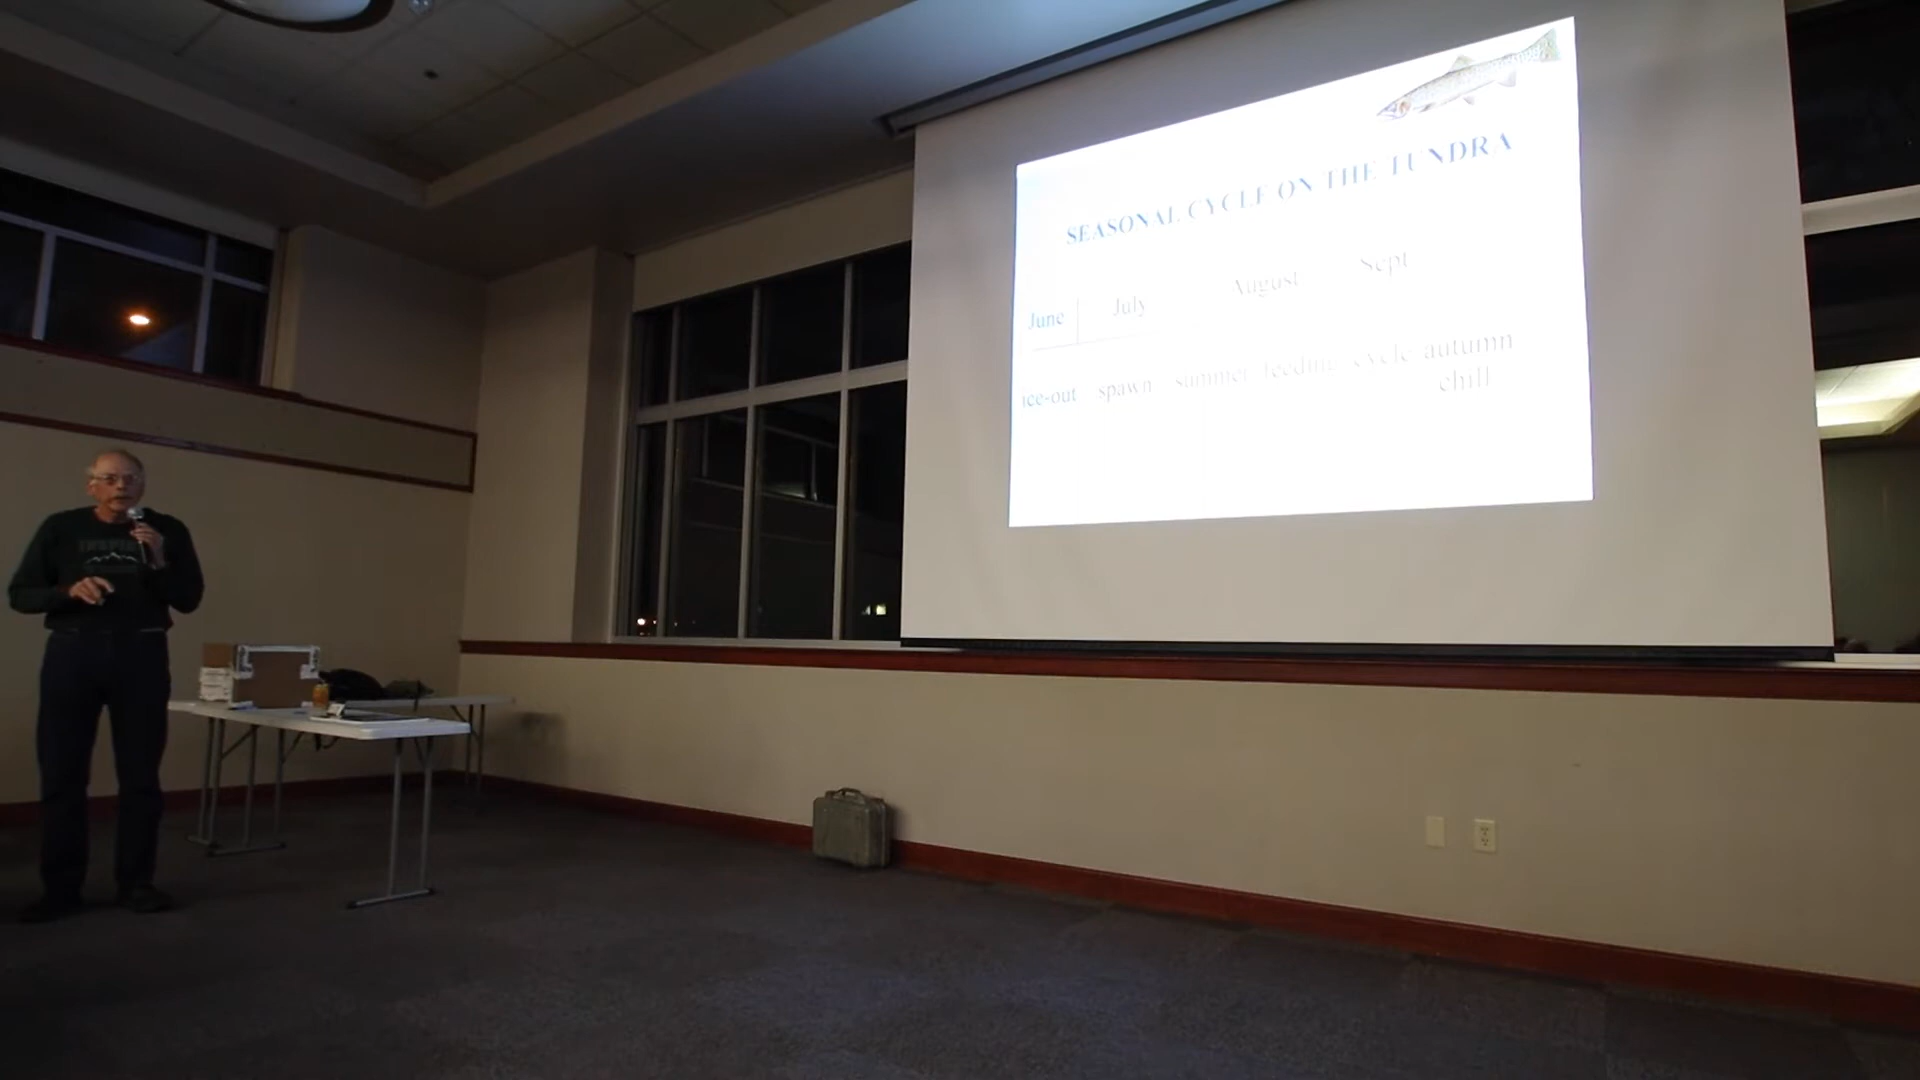 SEASONAL CYCLE ON THE TUNDRA
June July August Sept
ice-out spawn summer feeding cycle autumn
chill